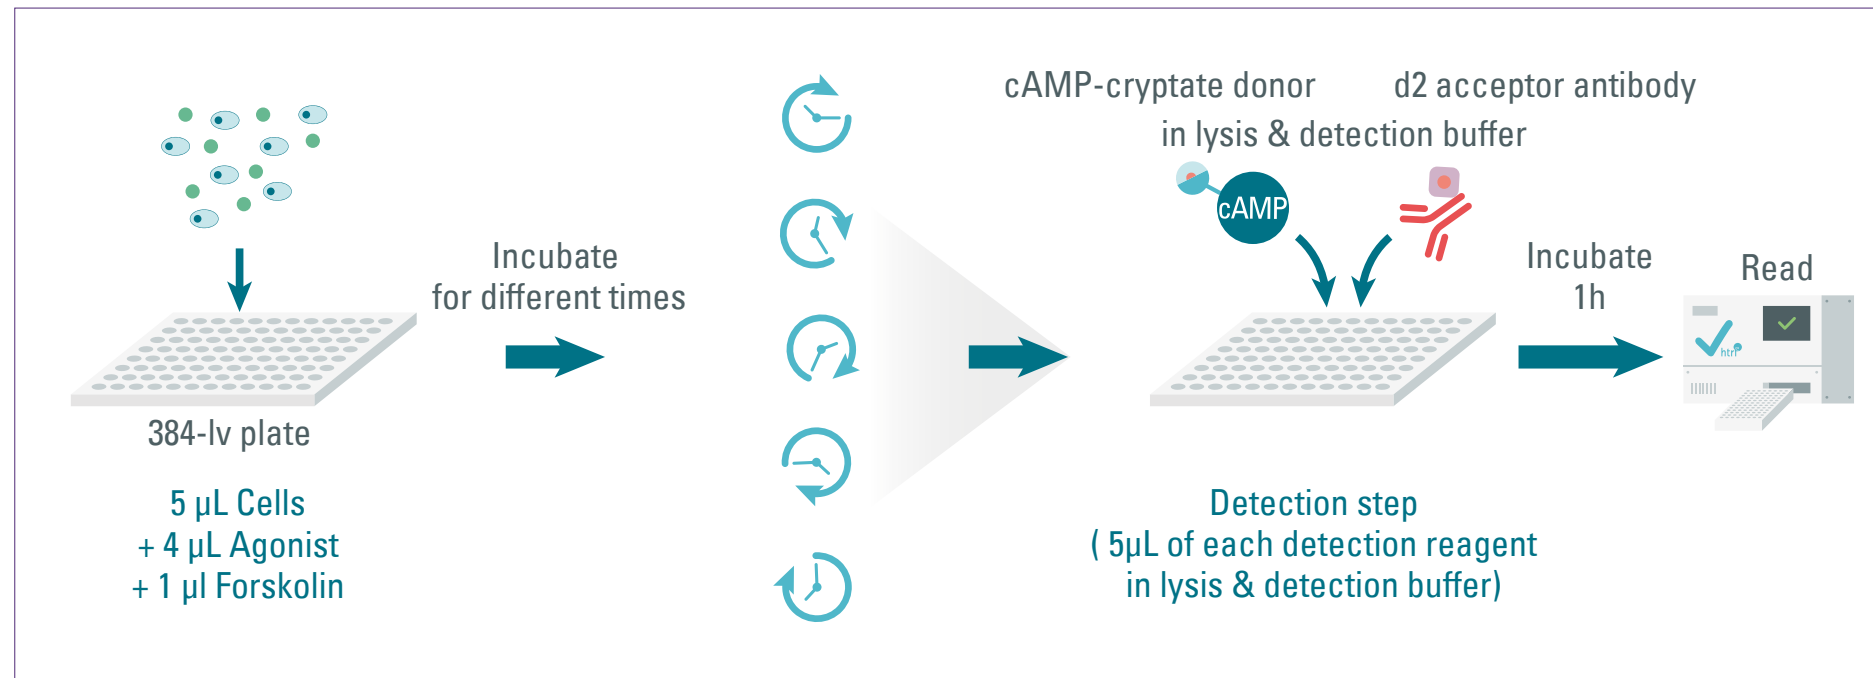 cAMP-cryptate donor
d2 acceptor antibody
in lysis & detection buffer
cAMP
Incubate
for different times
Incubate
1h
Read
384-lv plate
5 µL Cells
+ 4 µL Agonist
+ 1 µl Forskolin
Detection step
( 5µL of each detection reagent
in lysis & detection buffer)